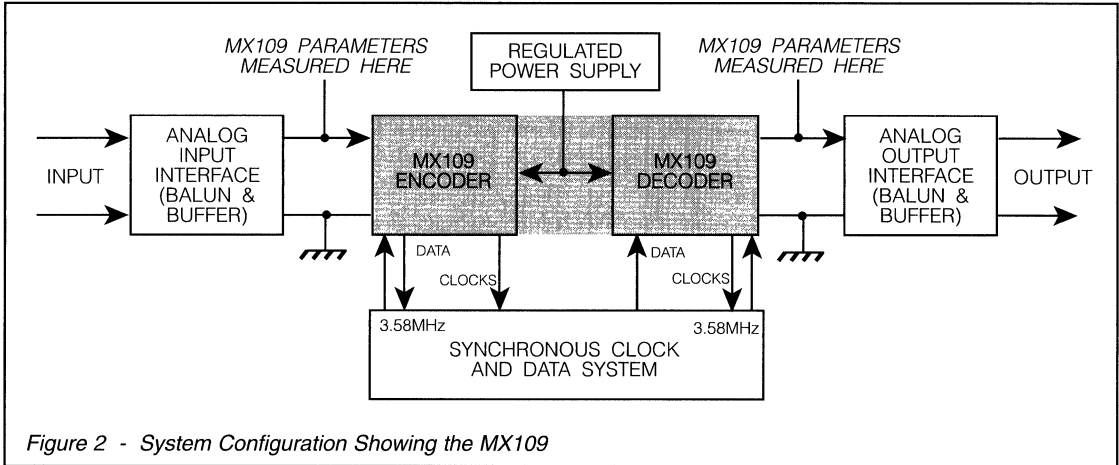 MX109 PARAMETERS
MEASURED HERE
REGULATED
POWER SUPPLY
MX109 PARAMETERS
MEASURED HERE
INPUT
ANALOG
INPUT
INTERFACE
(BALUN &
BUFFER)
MX109
ENCODER
MX109
DECODER
ANALOG
OUTPUT
INTERFACE
(BALUN &
BUFFER)
OUTPUT
DATA
CLOCKS
DATA
CLOCKS
3.58MHz
3.58MHz
SYNCHRONOUS CLOCK
AND DATA SYSTEM
Figure 2 - System Configuration Showing the MX109